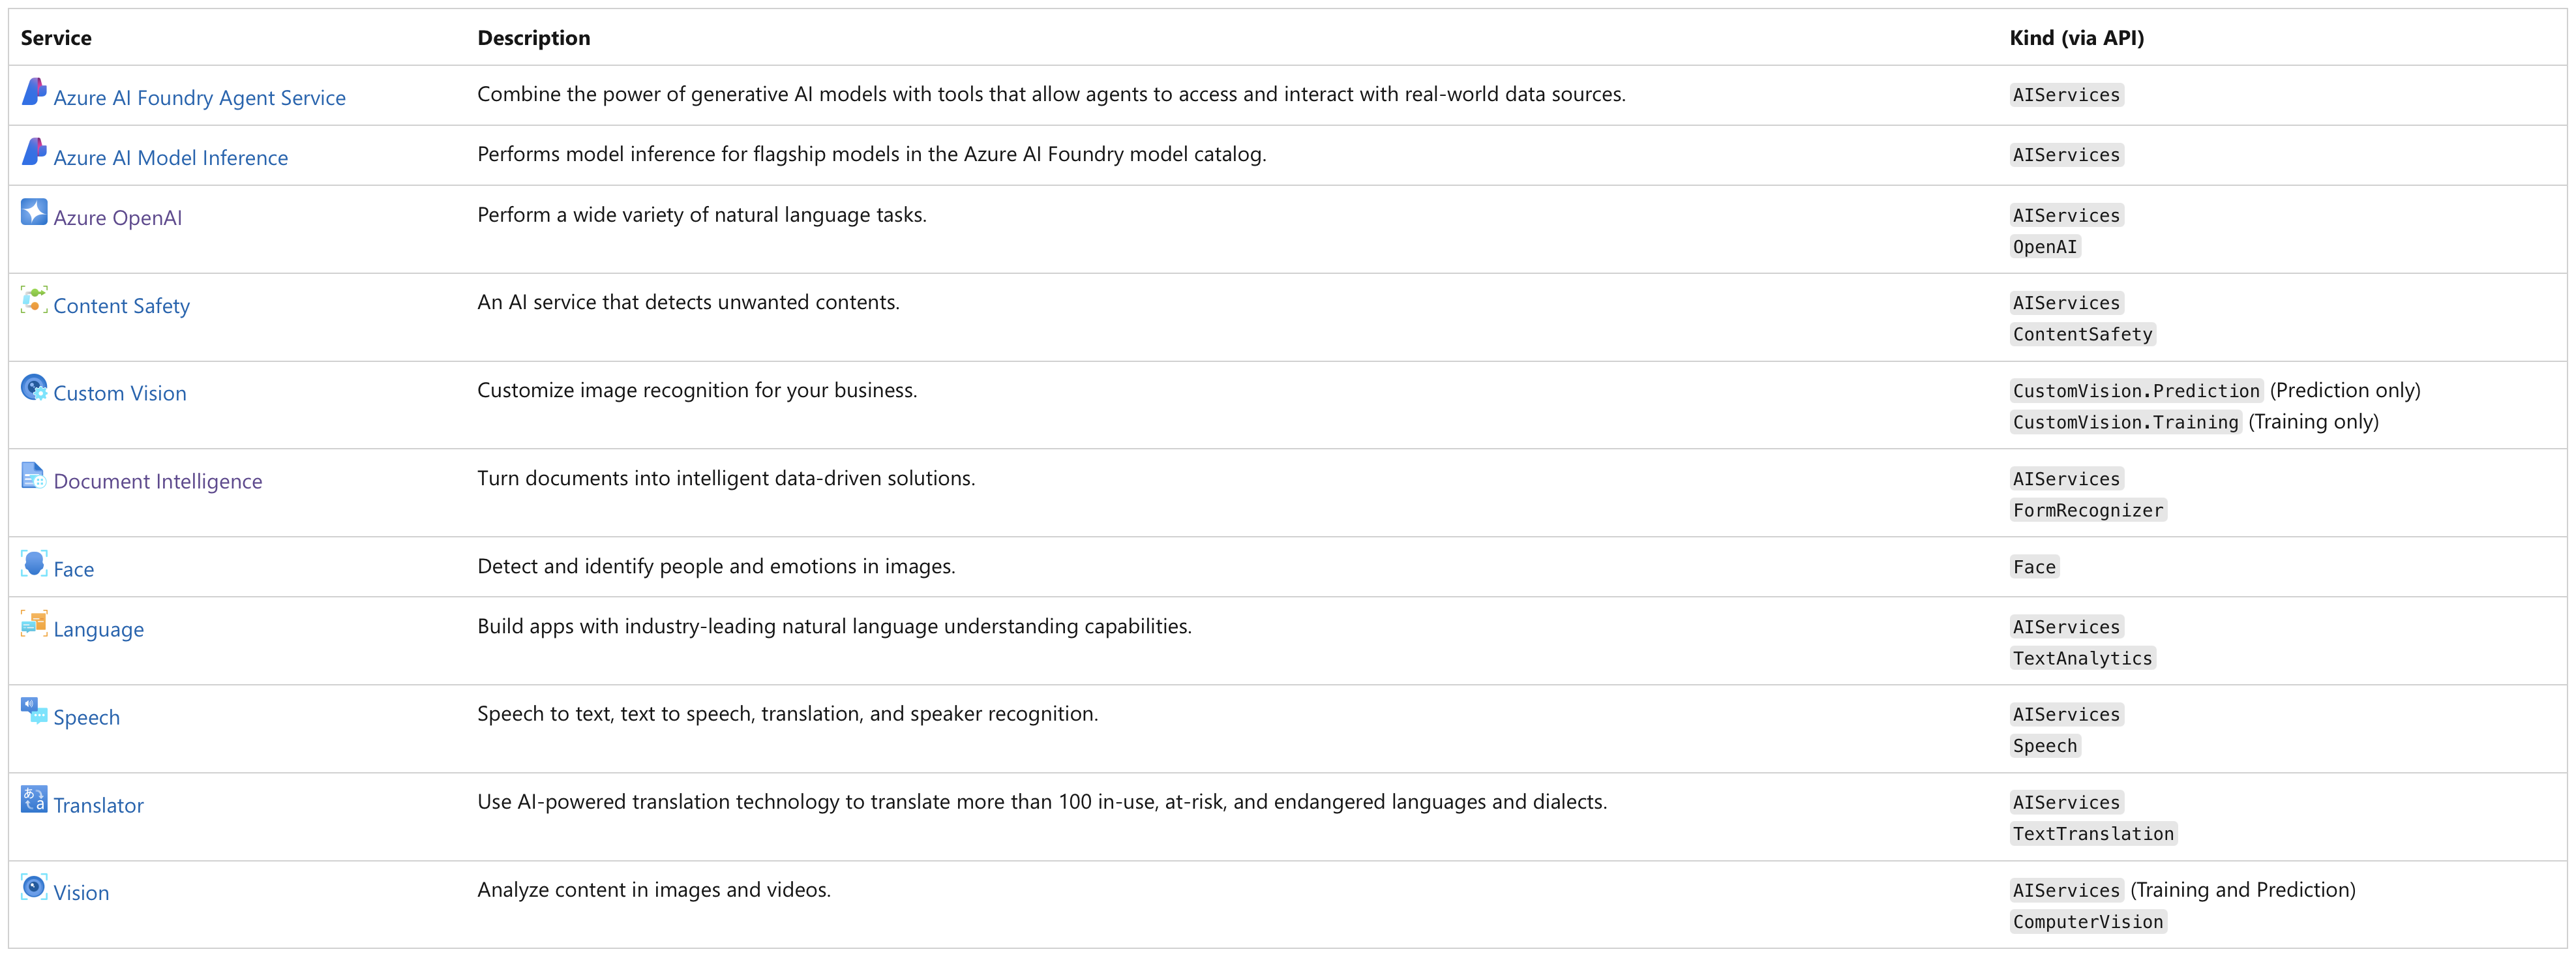 Service Description Kind (via API)
Azure AI Foundry Agent Service Combine the power of generative AI models with tools that allow agents to access and interact with real-world data sources. AIServices
Azure AI Model Inference Performs model inference for flagship models in the Azure AI Foundry model catalog. AIServices
Azure OpenAI Perform a wide variety of natural language tasks. AIServices
OpenAI
Content Safety An AI service that detects unwanted contents. AIServices
ContentSafety
Custom Vision Customize image recognition for your business. CustomVision.Prediction (Prediction only)
CustomVision.Training (Training only)
Document Intelligence Turn documents into intelligent data-driven solutions. AIServices
FormRecognizer
Face Detect and identify people and emotions in images. Face
Language Build apps with industry-leading natural language understanding capabilities. AIServices
TextAnalytics
Speech Speech to text, text to speech, translation, and speaker recognition. AIServices
Speech
あ a Translator Use AI-powered translation technology to translate more than 100 in-use, at-risk, and endangered languages and dialects. AIServices
TextTranslation
Vision Analyze content in images and videos. AIServices (Training and Prediction)
ComputerVision